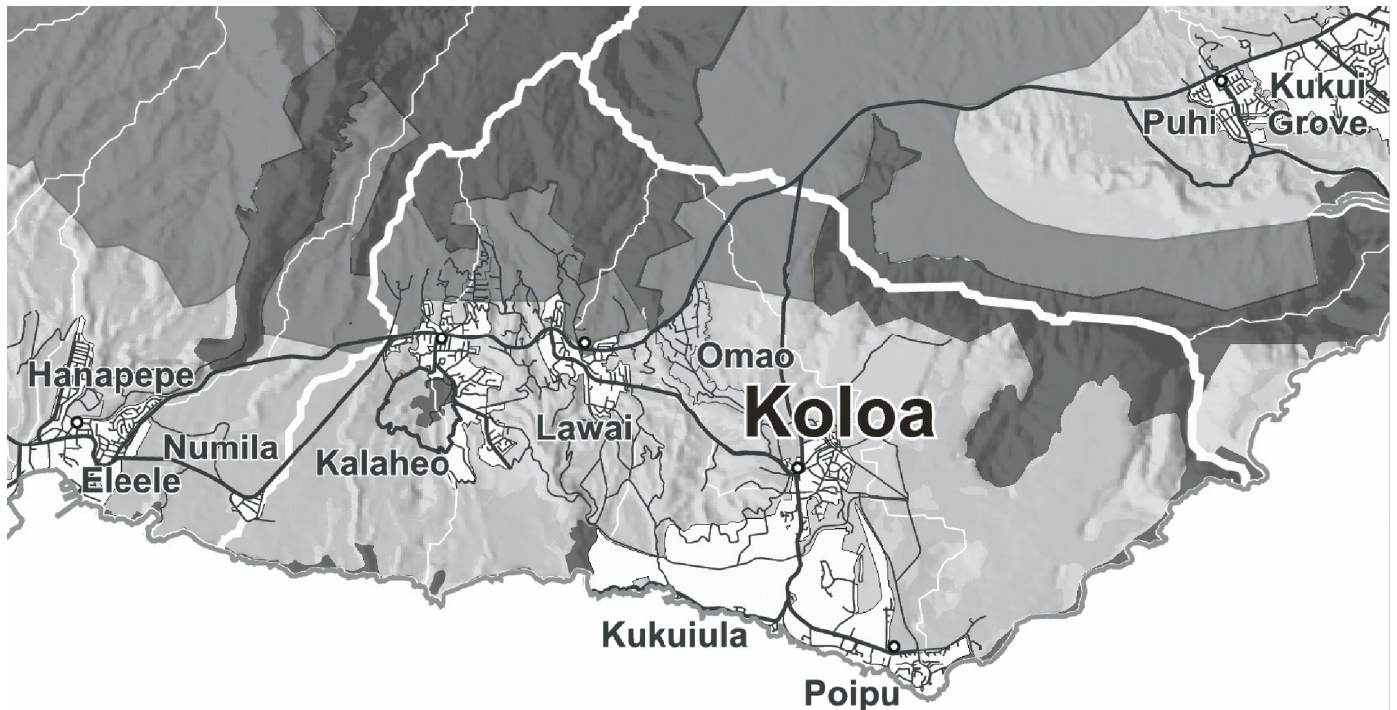 Kukui
Grove
Puhi
Omao
Hanapepe
Koloa
Lawai
Numila
Kalaheo
Eleele
Kukuiula
Poipu